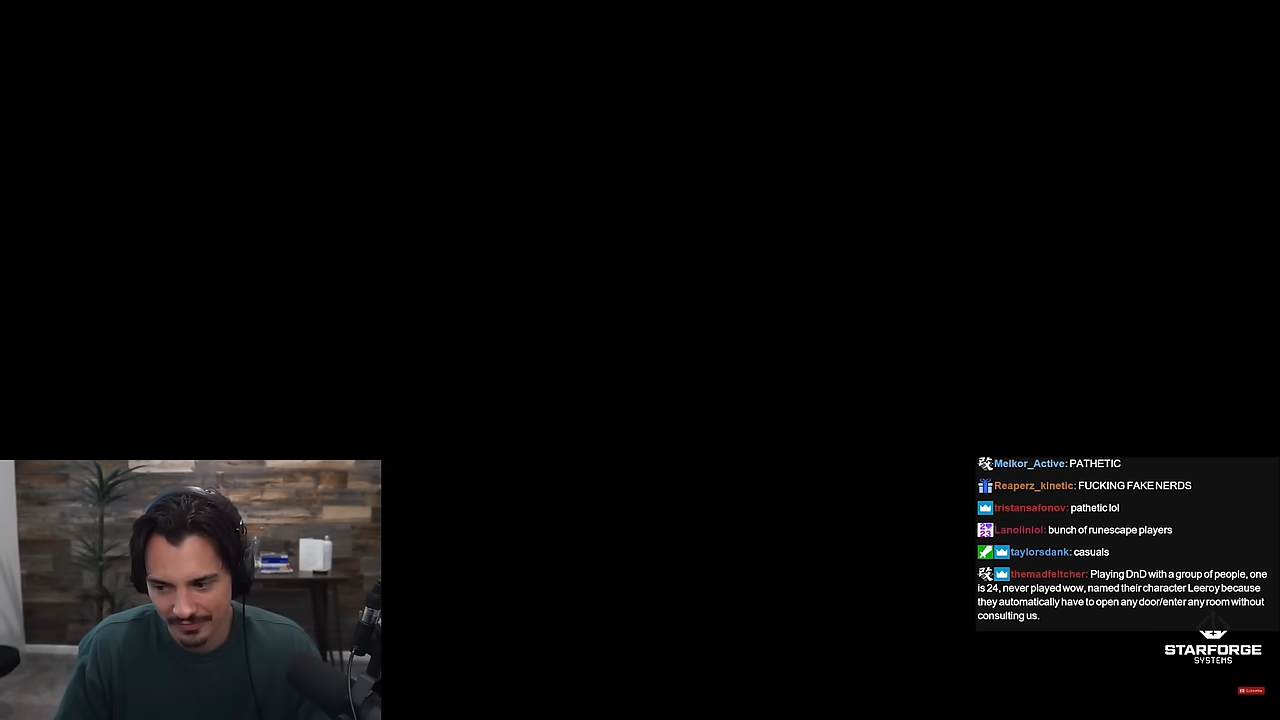 Melkor_Active: PATHETIC
Reaperz_kinetic: FUCKING FAKE NERDS
tristansafonov: pathetic lol
Lanoliniol: bunch of runescape players
taylorsdank: casuals
themadfeltcher: Playing DnD with a group of people, one
is 24, never played wow, named their character Leeroy because
they automatically have to open any door/enter any room without
consulting us.
STARFORGE
SYSTEMS
Subscribe